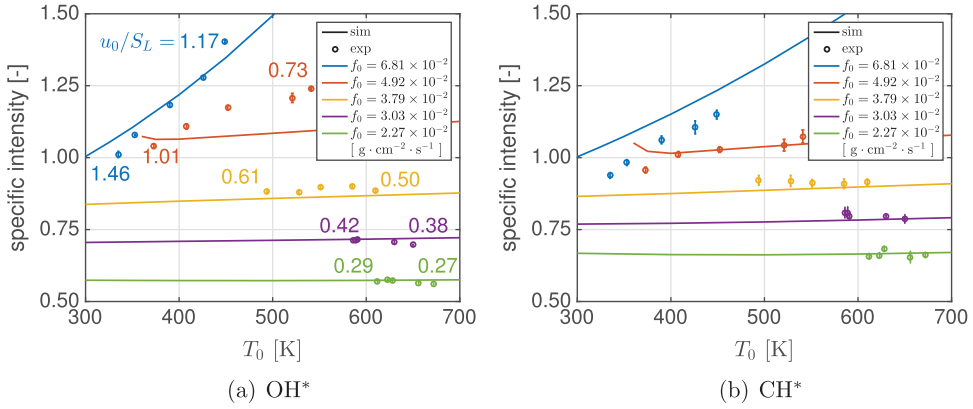 1.50
1.25
1.00
0.75
0.50
specific intensity [-]
300
400
500
600
700
T₀ [K]
u₀/S_L = 1.17
1.46
0.73
1.01
0.61
0.50
0.42
0.38
0.29
0.27
sim
exp
f₀ = 6.81 × 10⁻²
f₀ = 4.92 × 10⁻²
f₀ = 3.79 × 10⁻²
f₀ = 3.03 × 10⁻²
f₀ = 2.27 × 10⁻²
[ g · cm⁻² · s⁻¹ ]
(a) OH*
1.50
1.25
1.00
0.75
0.50
specific intensity [-]
300
400
500
600
700
T₀ [K]
sim
exp
f₀ = 6.81 × 10⁻²
f₀ = 4.92 × 10⁻²
f₀ = 3.79 × 10⁻²
f₀ = 3.03 × 10⁻²
f₀ = 2.27 × 10⁻²
[ g · cm⁻² · s⁻¹ ]
(b) CH*